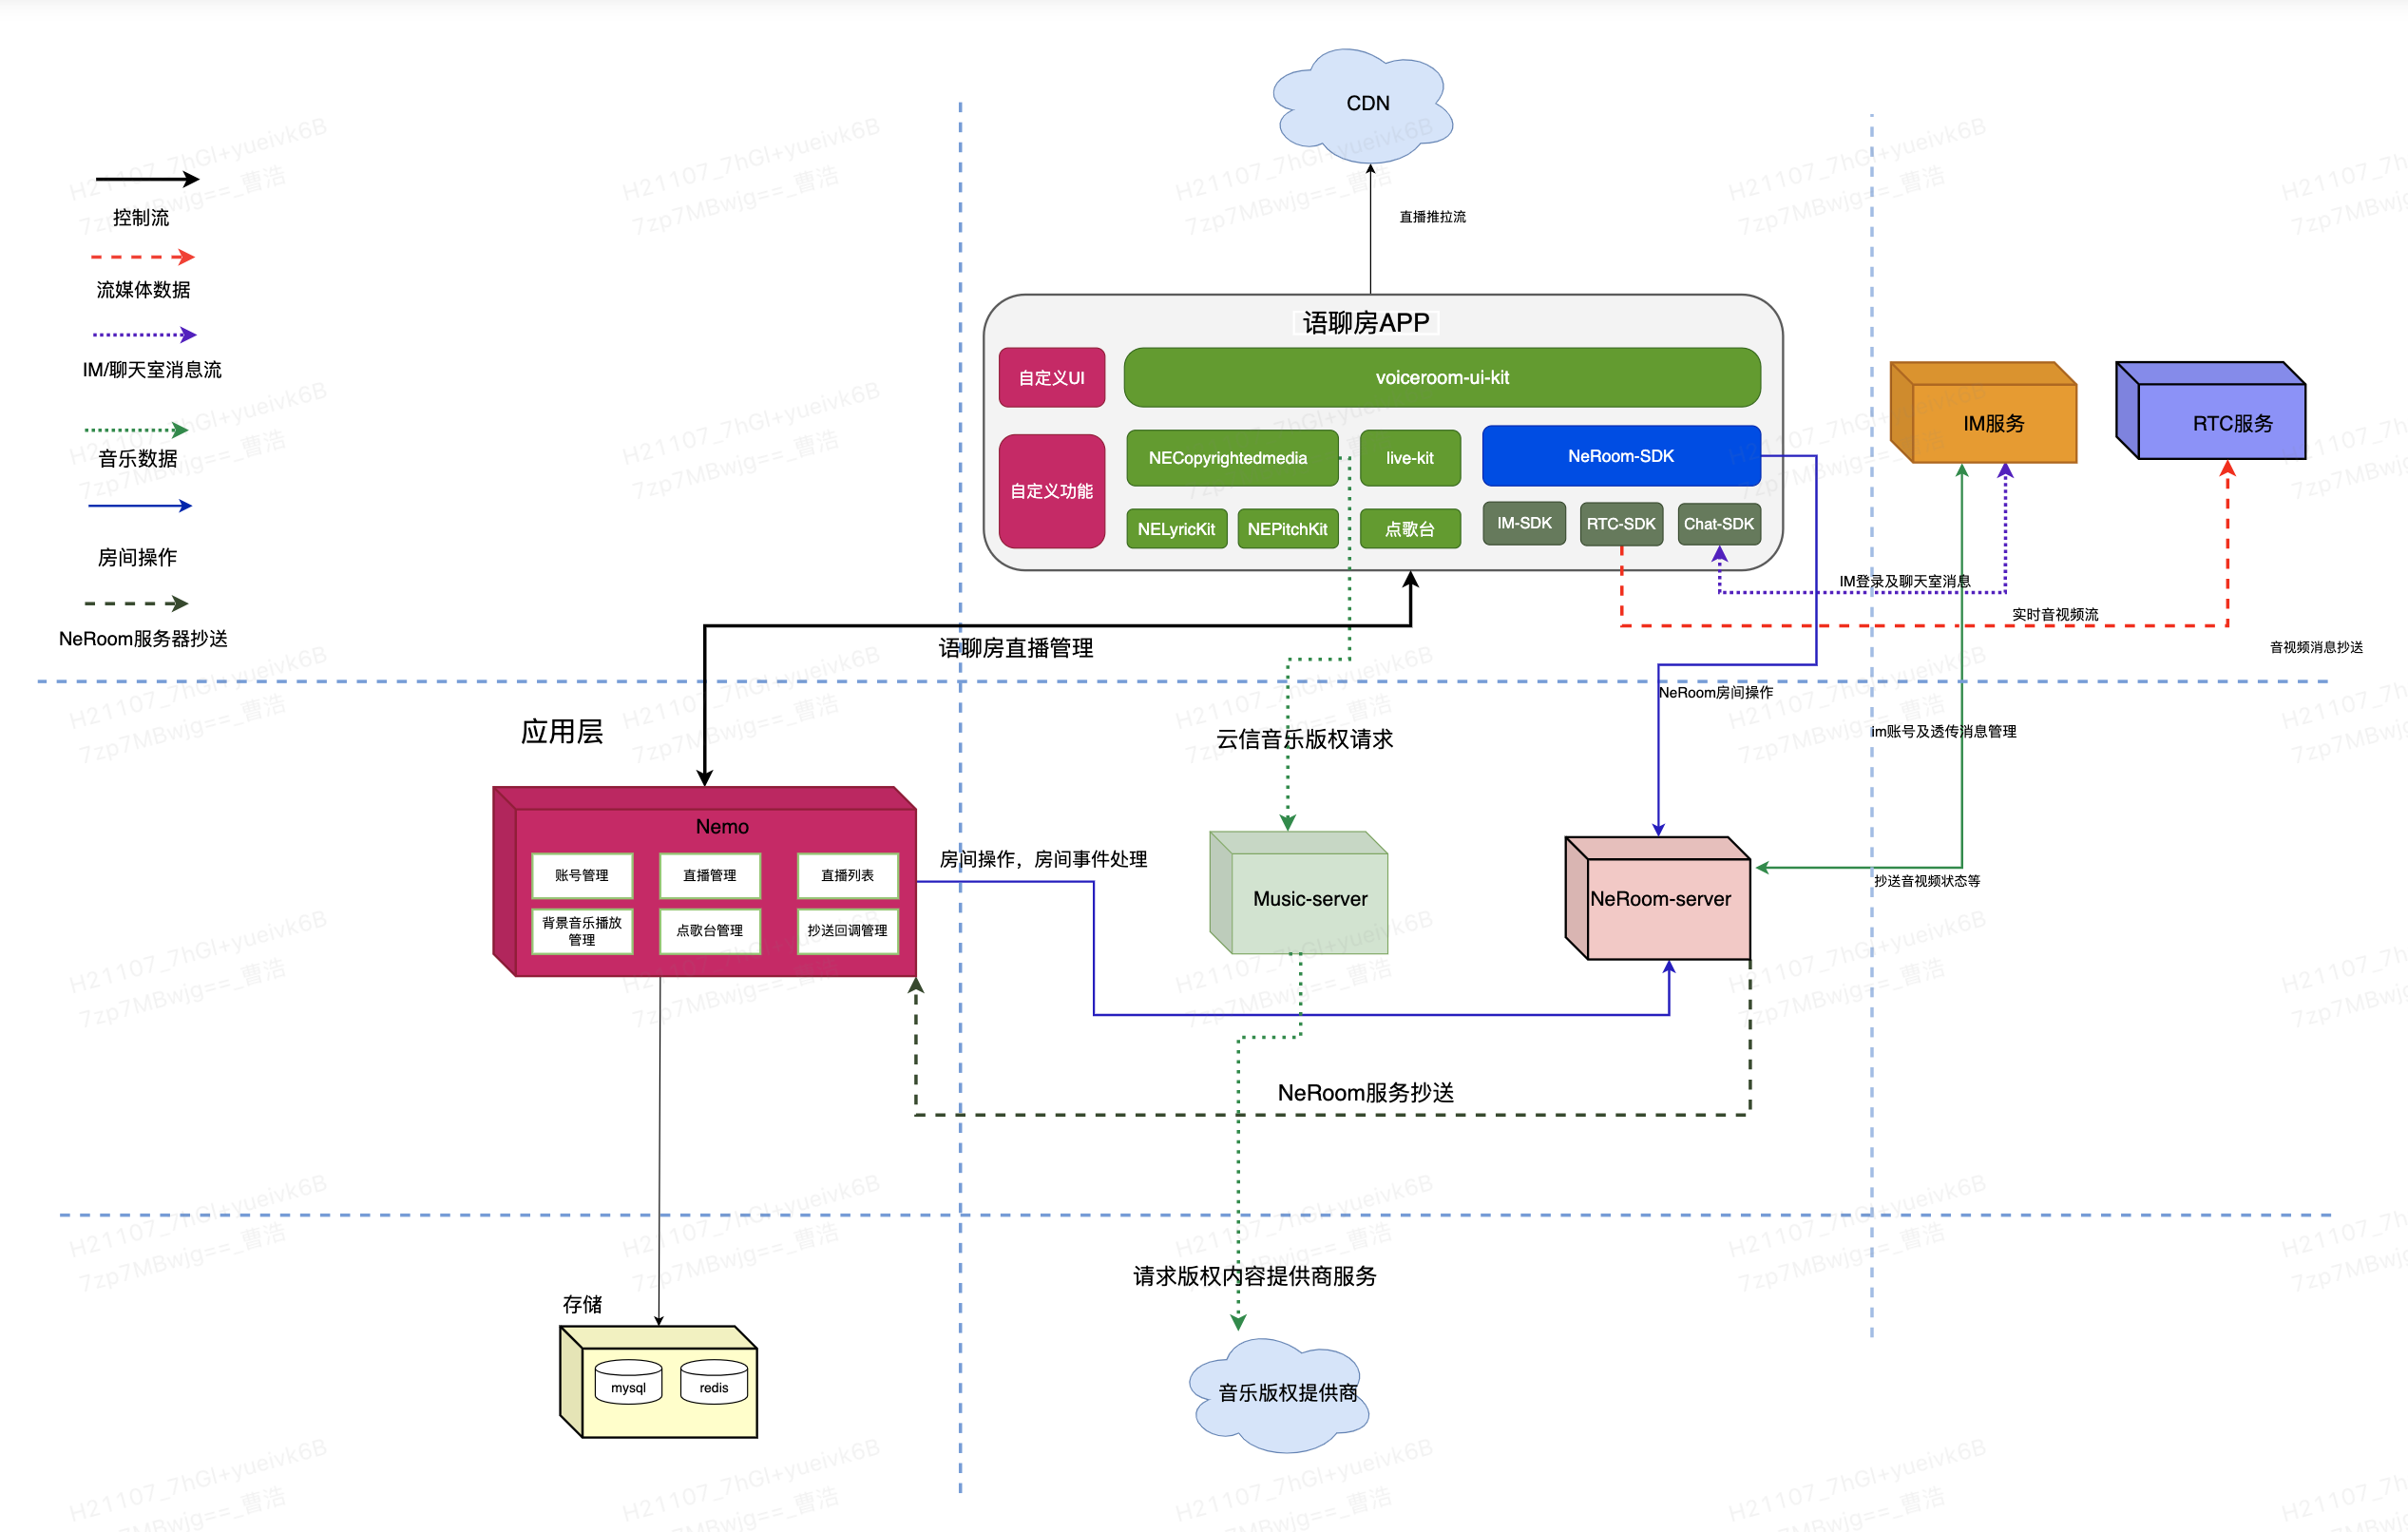 CDN
直播推拉流
控制流
流媒体数据
IM/聊天室消息流
音乐数据
房间操作
NeRoom服务器抄送
语聊房APP
自定义UI
voiceroom-ui-kit
自定义功能
NECopyrightedmedia
live-kit
NeRoom-SDK
NELyricKit
NEPitchKit
点歌台
IM-SDK
RTC-SDK
Chat-SDK
IM服务
RTC服务
IM登录及聊天室消息
实时音视频流
音视频消息抄送
语聊房直播管理
NeRoom房间操作
应用层
云信音乐版权请求
im账号及透传消息管理
Nemo
账号管理
直播管理
直播列表
背景音乐播放
管理
点歌台管理
抄送回调管理
房间操作，房间事件处理
Music-server
NeRoom-server
抄送音视频状态等
NeRoom服务抄送
请求版权内容提供商服务
存储
mysql
redis
音乐版权提供商
H21107_7hGl+yueivk6B
7zp7MBwjg==_曹浩